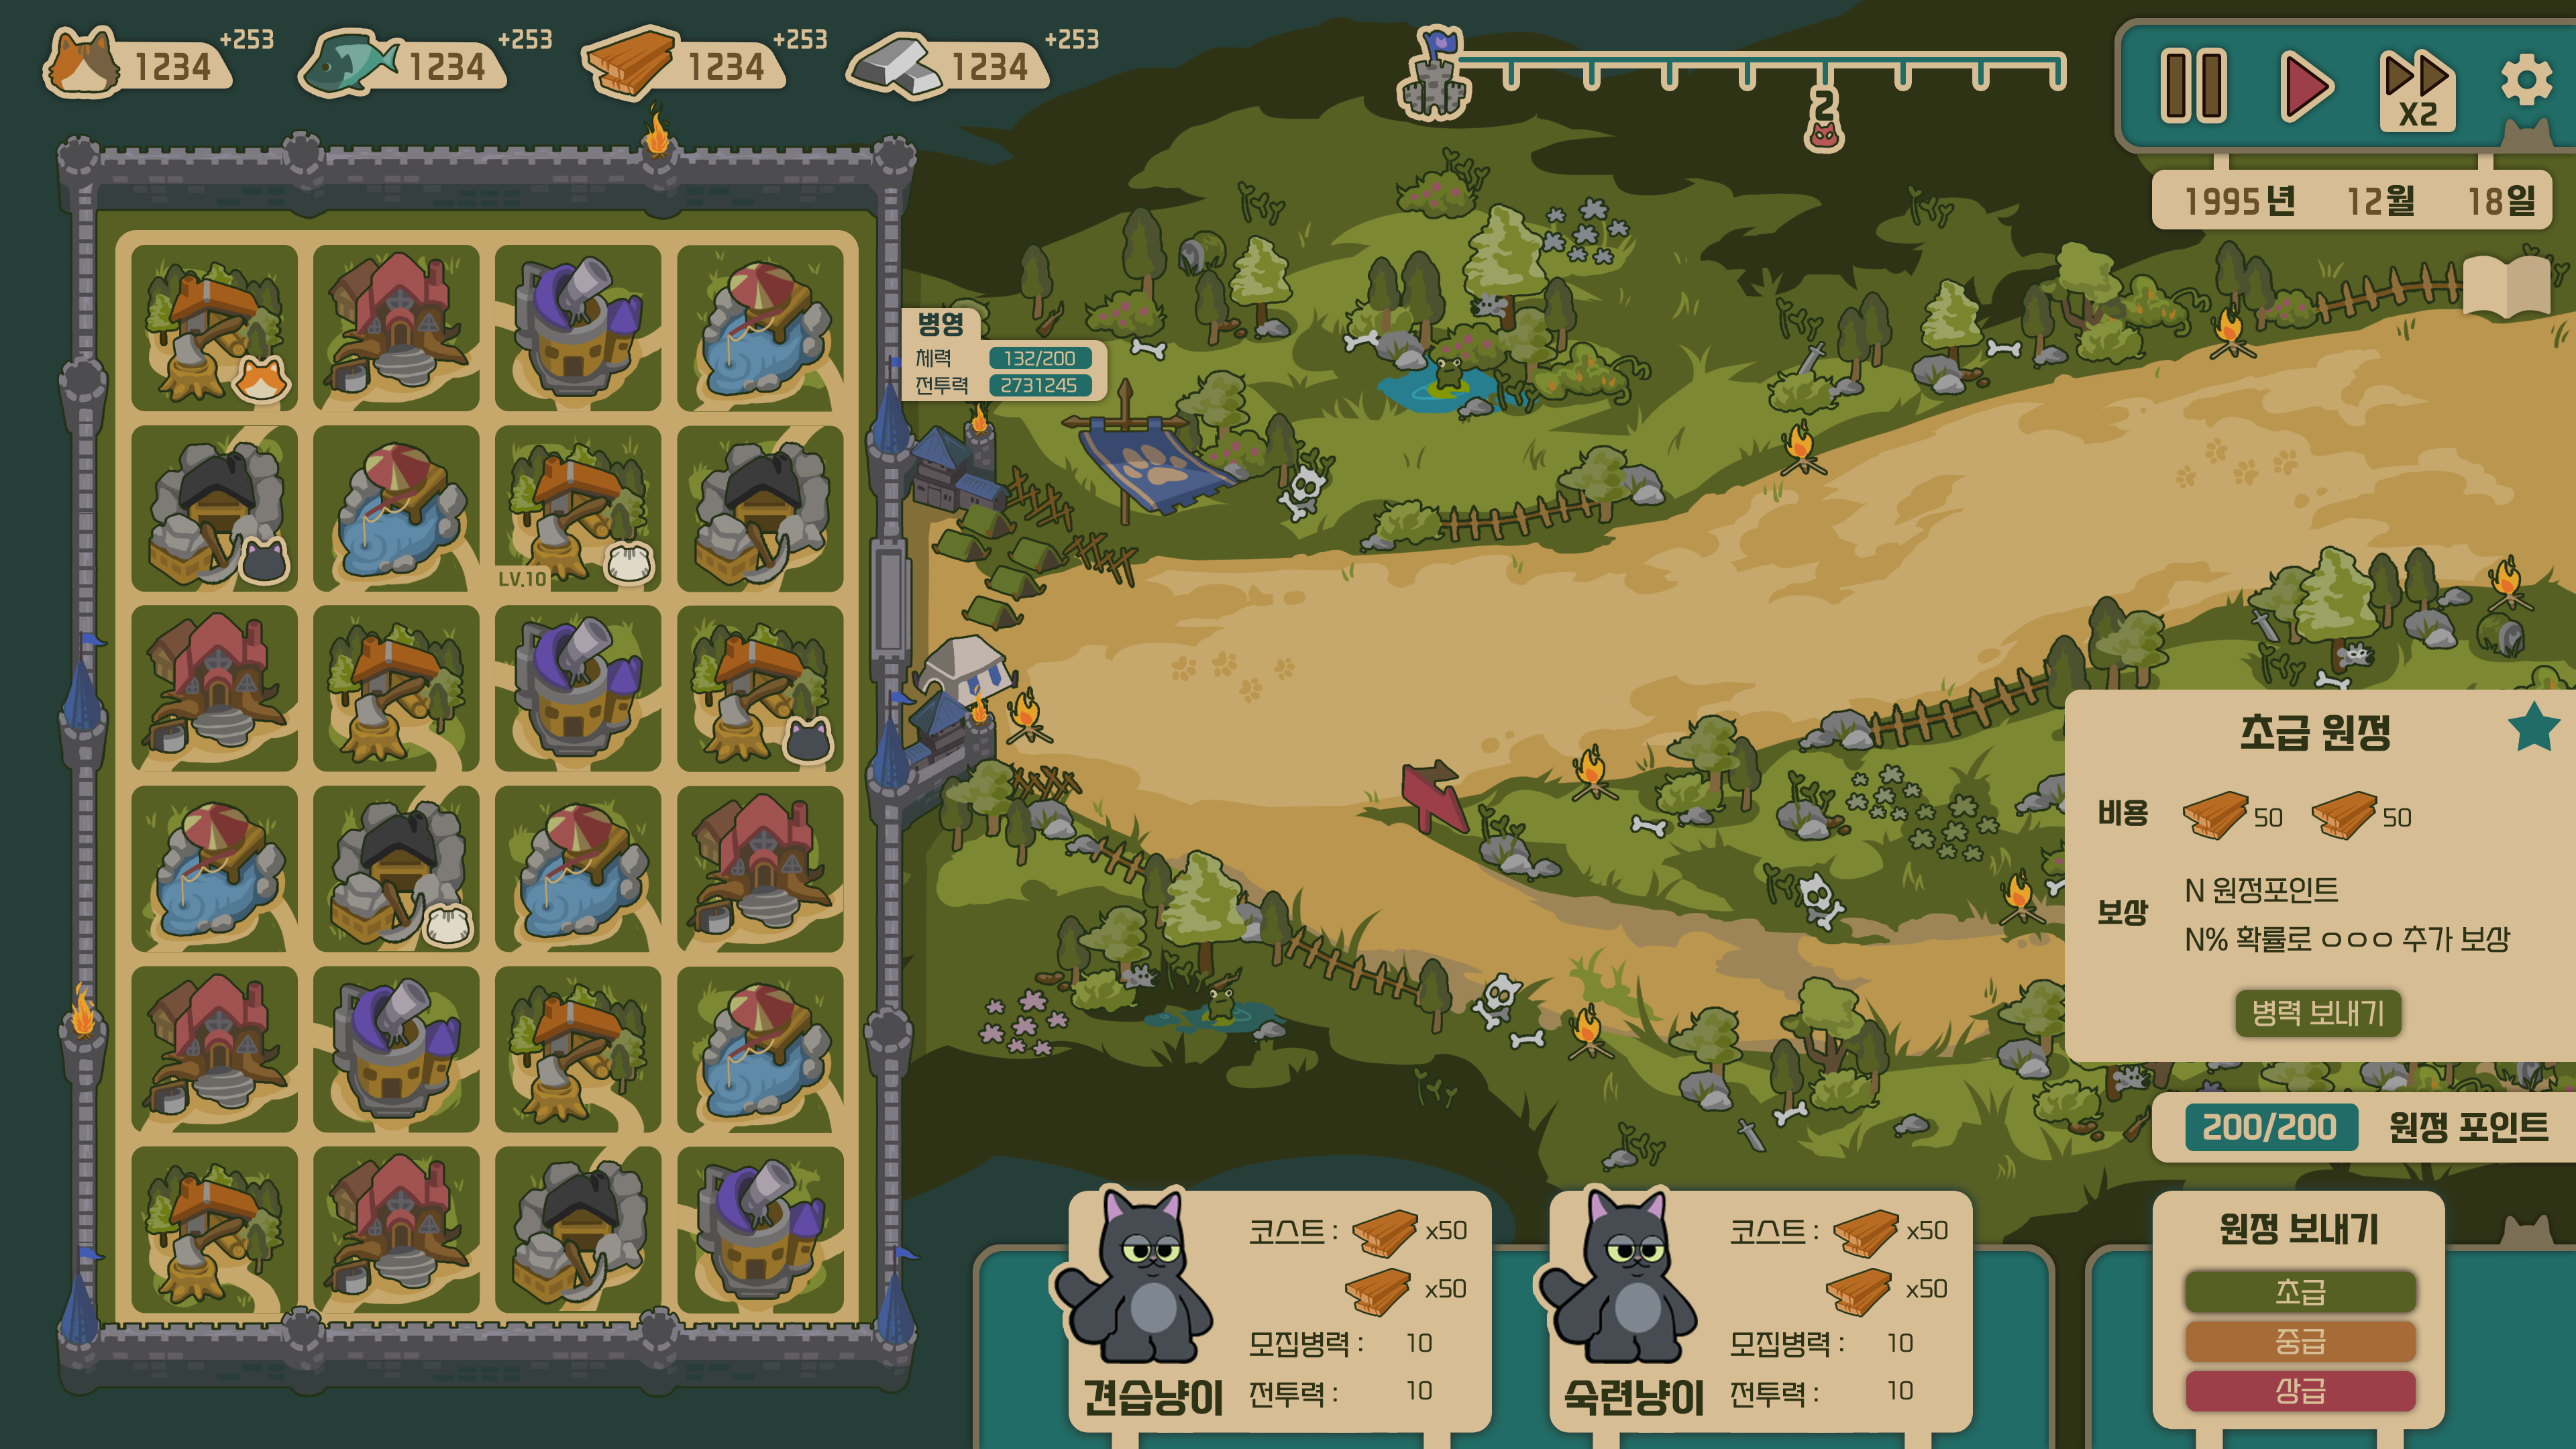 1234 +253
1234 +253
1234 +253
1234 +253
2
X2
1995년 12월 18일
병영
체력 132/200
전투력 2731245
LV.10
초급 원정
비용 50 50
보상 N 원정포인트
N% 확률로 ㅇㅇㅇ 추가 보상
병력 보내기
200/200 원정 포인트
코스트 : x50
x50
모집병력 : 10
전투력 : 10
견습냥이
코스트 : x50
x50
모집병력 : 10
전투력 : 10
숙련냥이
원정 보내기
초급
중급
상급